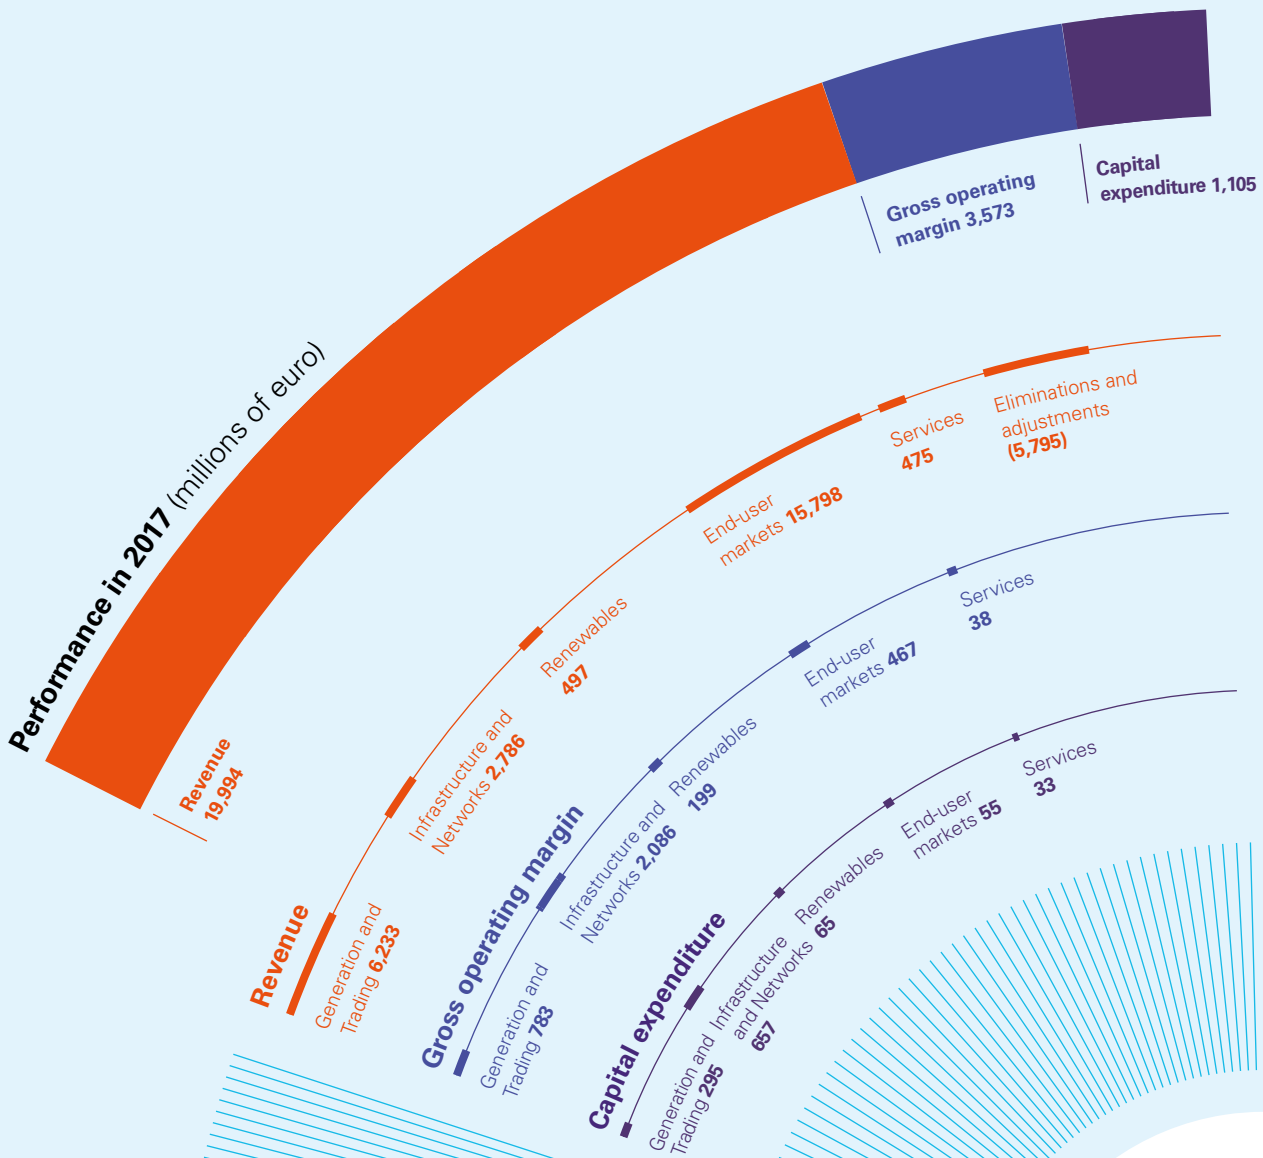 Performance in 2017 (millions of euro)
Revenue
19,994
Gross operating
margin 3,573
Capital
expenditure 1,105
Revenue
Generation and
Trading 6,233
Infrastructure and
Networks 2,786
Renewables
497
End-user
markets 15,798
Services
475
Eliminations and
adjustments
(5,795)
Gross operating margin
Generation and
Trading 783
Infrastructure and
Networks 2,086
Renewables
199
End-user
markets 467
Services
38
Capital expenditure
Generation and
Trading 295
Infrastructure
and Networks
657
Renewables
65
End-user
markets 55
Services
33